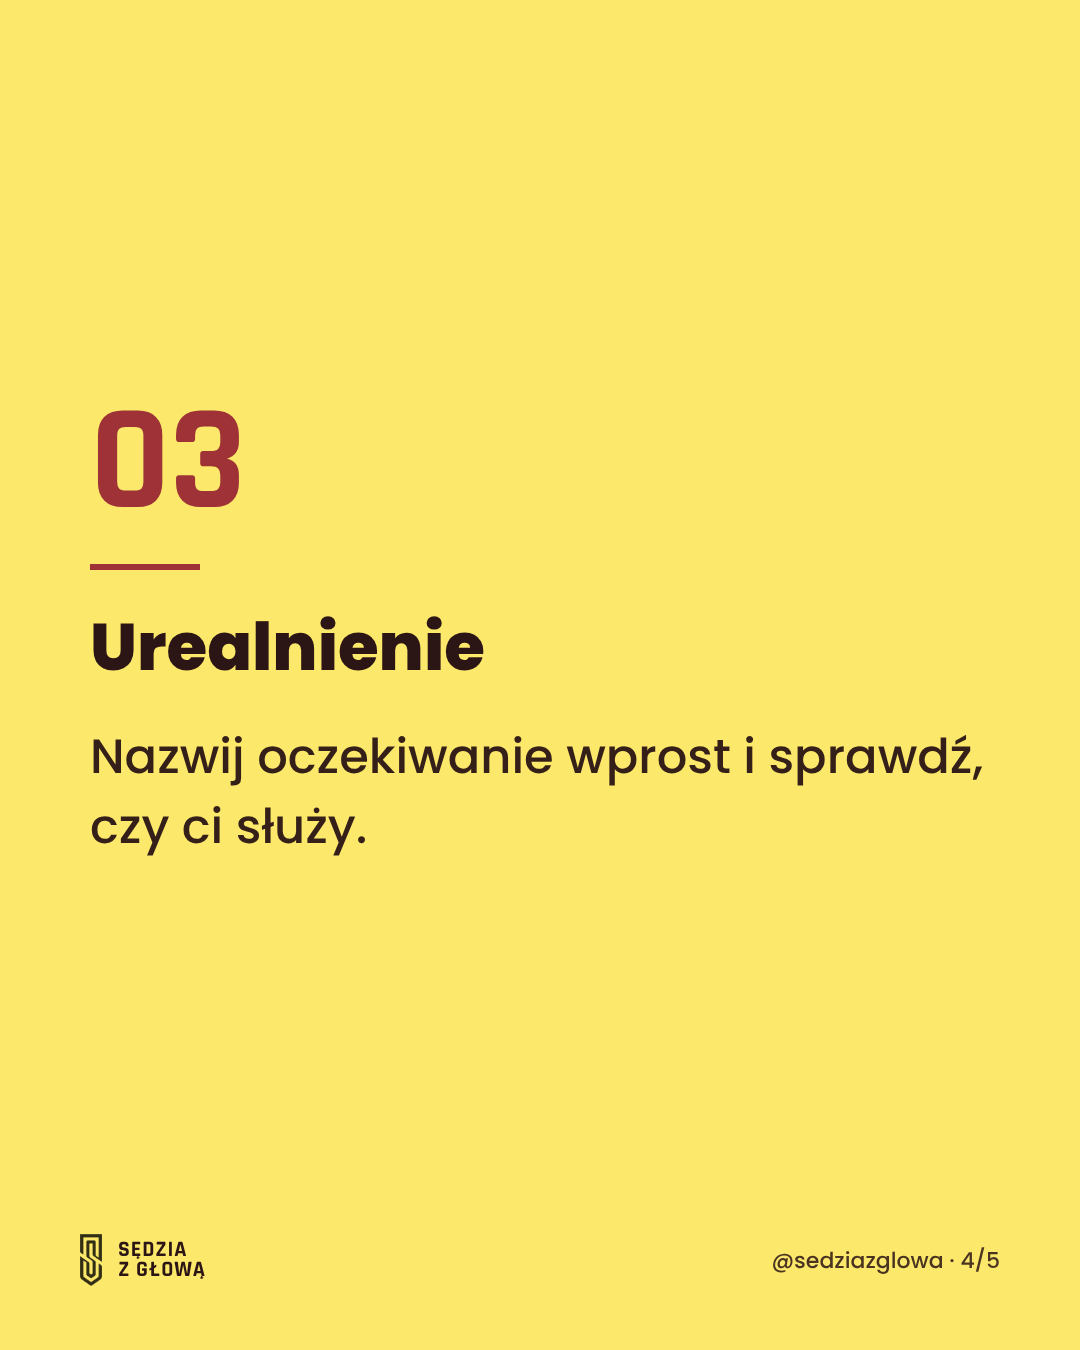 03
Urealnienie
Nazwij oczekiwanie wprost i sprawdź,
czy ci służy.
SĘDZIA
Z GŁOWĄ
@sedziazglowa · 4/5